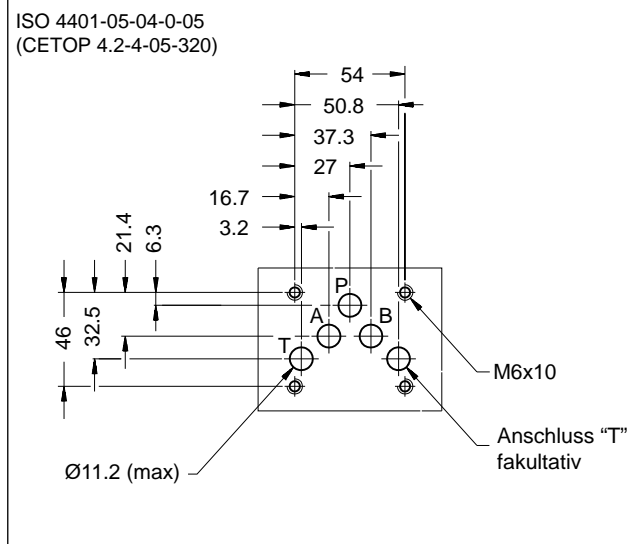 ISO 4401-05-04-0-05
(CETOP 4.2-4-05-320)
54
50.8
37.3
27
16.7
3.2
21.4
6.3
32.5
46
P
A
B
T
M6x10
Anschluss “T”
fakultativ
Ø11.2 (max)